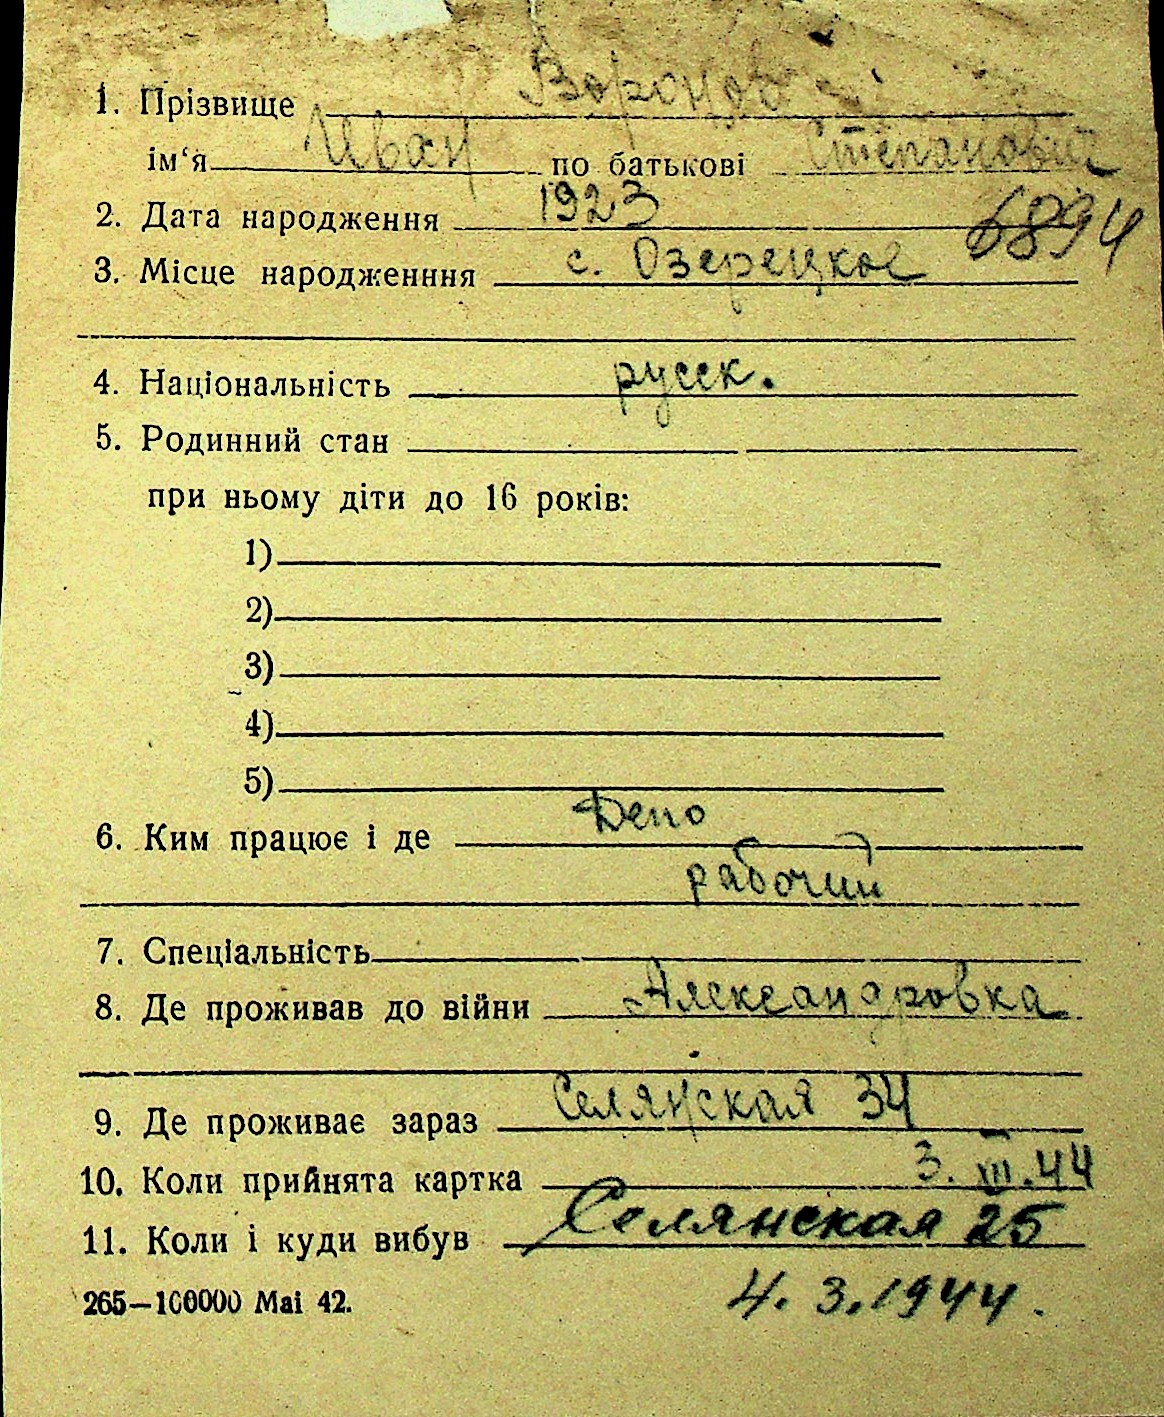 1. Прізвище Воронцов
ім‘я Иван по батькові Степанович
2. Дата народження 1923
6894
3. Місце народженння с. Озерецкое
4. Національність русск.
5. Родинний стан
при ньому діти до 16 років:
1)
2)
3)
4)
5)
6. Ким працює і де Депо
рабочий
7. Спеціальність
8. Де проживав до війни Александровка
9. Де проживає зараз Селянская 34
10. Коли прийнята картка 3. III. 44
11. Коли і куди вибув Селянская 25
265—100000 Mai 42. 4. 3. 1944.